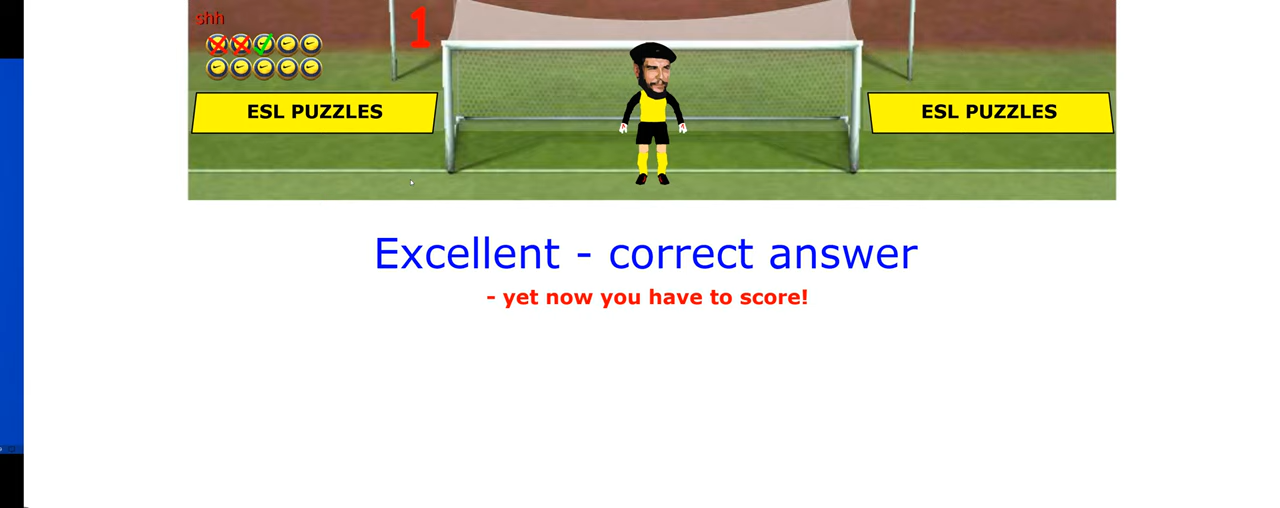 shh
1
ESL PUZZLES
ESL PUZZLES
Excellent - correct answer
- yet now you have to score!